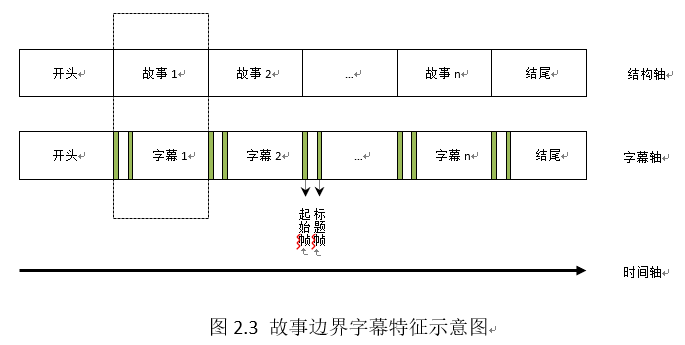 开头 故事 1 故事 2 ... 故事 n 结尾 结构轴
开头 字幕 1 字幕 2 ... 字幕 n 结尾 字幕轴
起始帧
标题帧
时间轴
图 2.3 故事边界字幕特征示意图